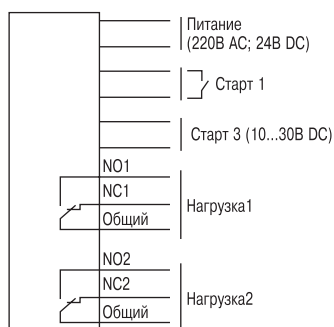 Питание
(220В AC; 24В DC)
Старт 1
Старт 3 (10...30В DC)
NO1
NC1
Общий
Нагрузка1
NO2
NC2
Общий
Нагрузка2